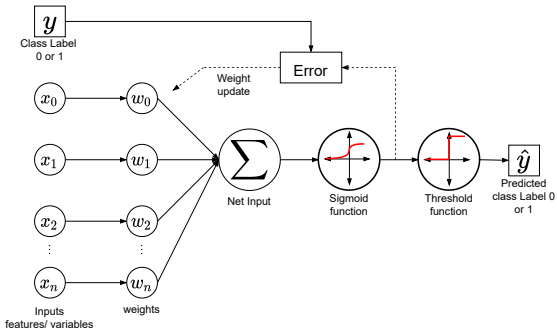 y
Class Label
0 or 1
Error
Weight
update
x₀
w₀
x₁
w₁
∑
ŷ
Net Input
Sigmoid
function
Threshold
function
Predicted
class Label 0
or 1
x₂
w₂
⋮
⋮
xₙ
wₙ
Inputs
features/ variables
weights